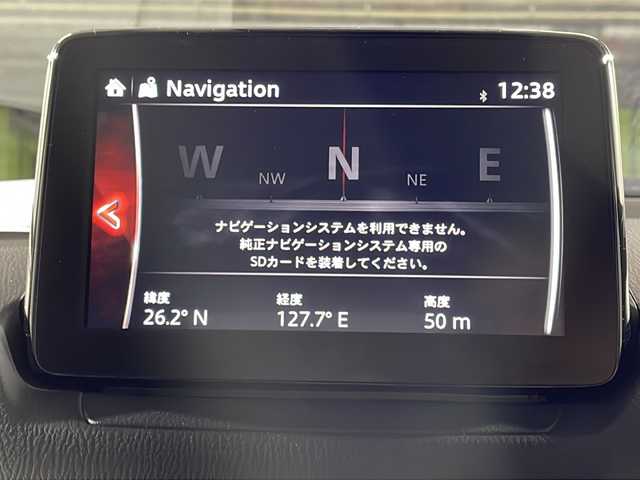 Navigation 12:38
W NW N NE E
ナビゲーションシステムを利用できません。
純正ナビゲーションシステム専用の
SDカードを装着してください。
緯度 経度 高度
26.2° N 127.7° E 50 m